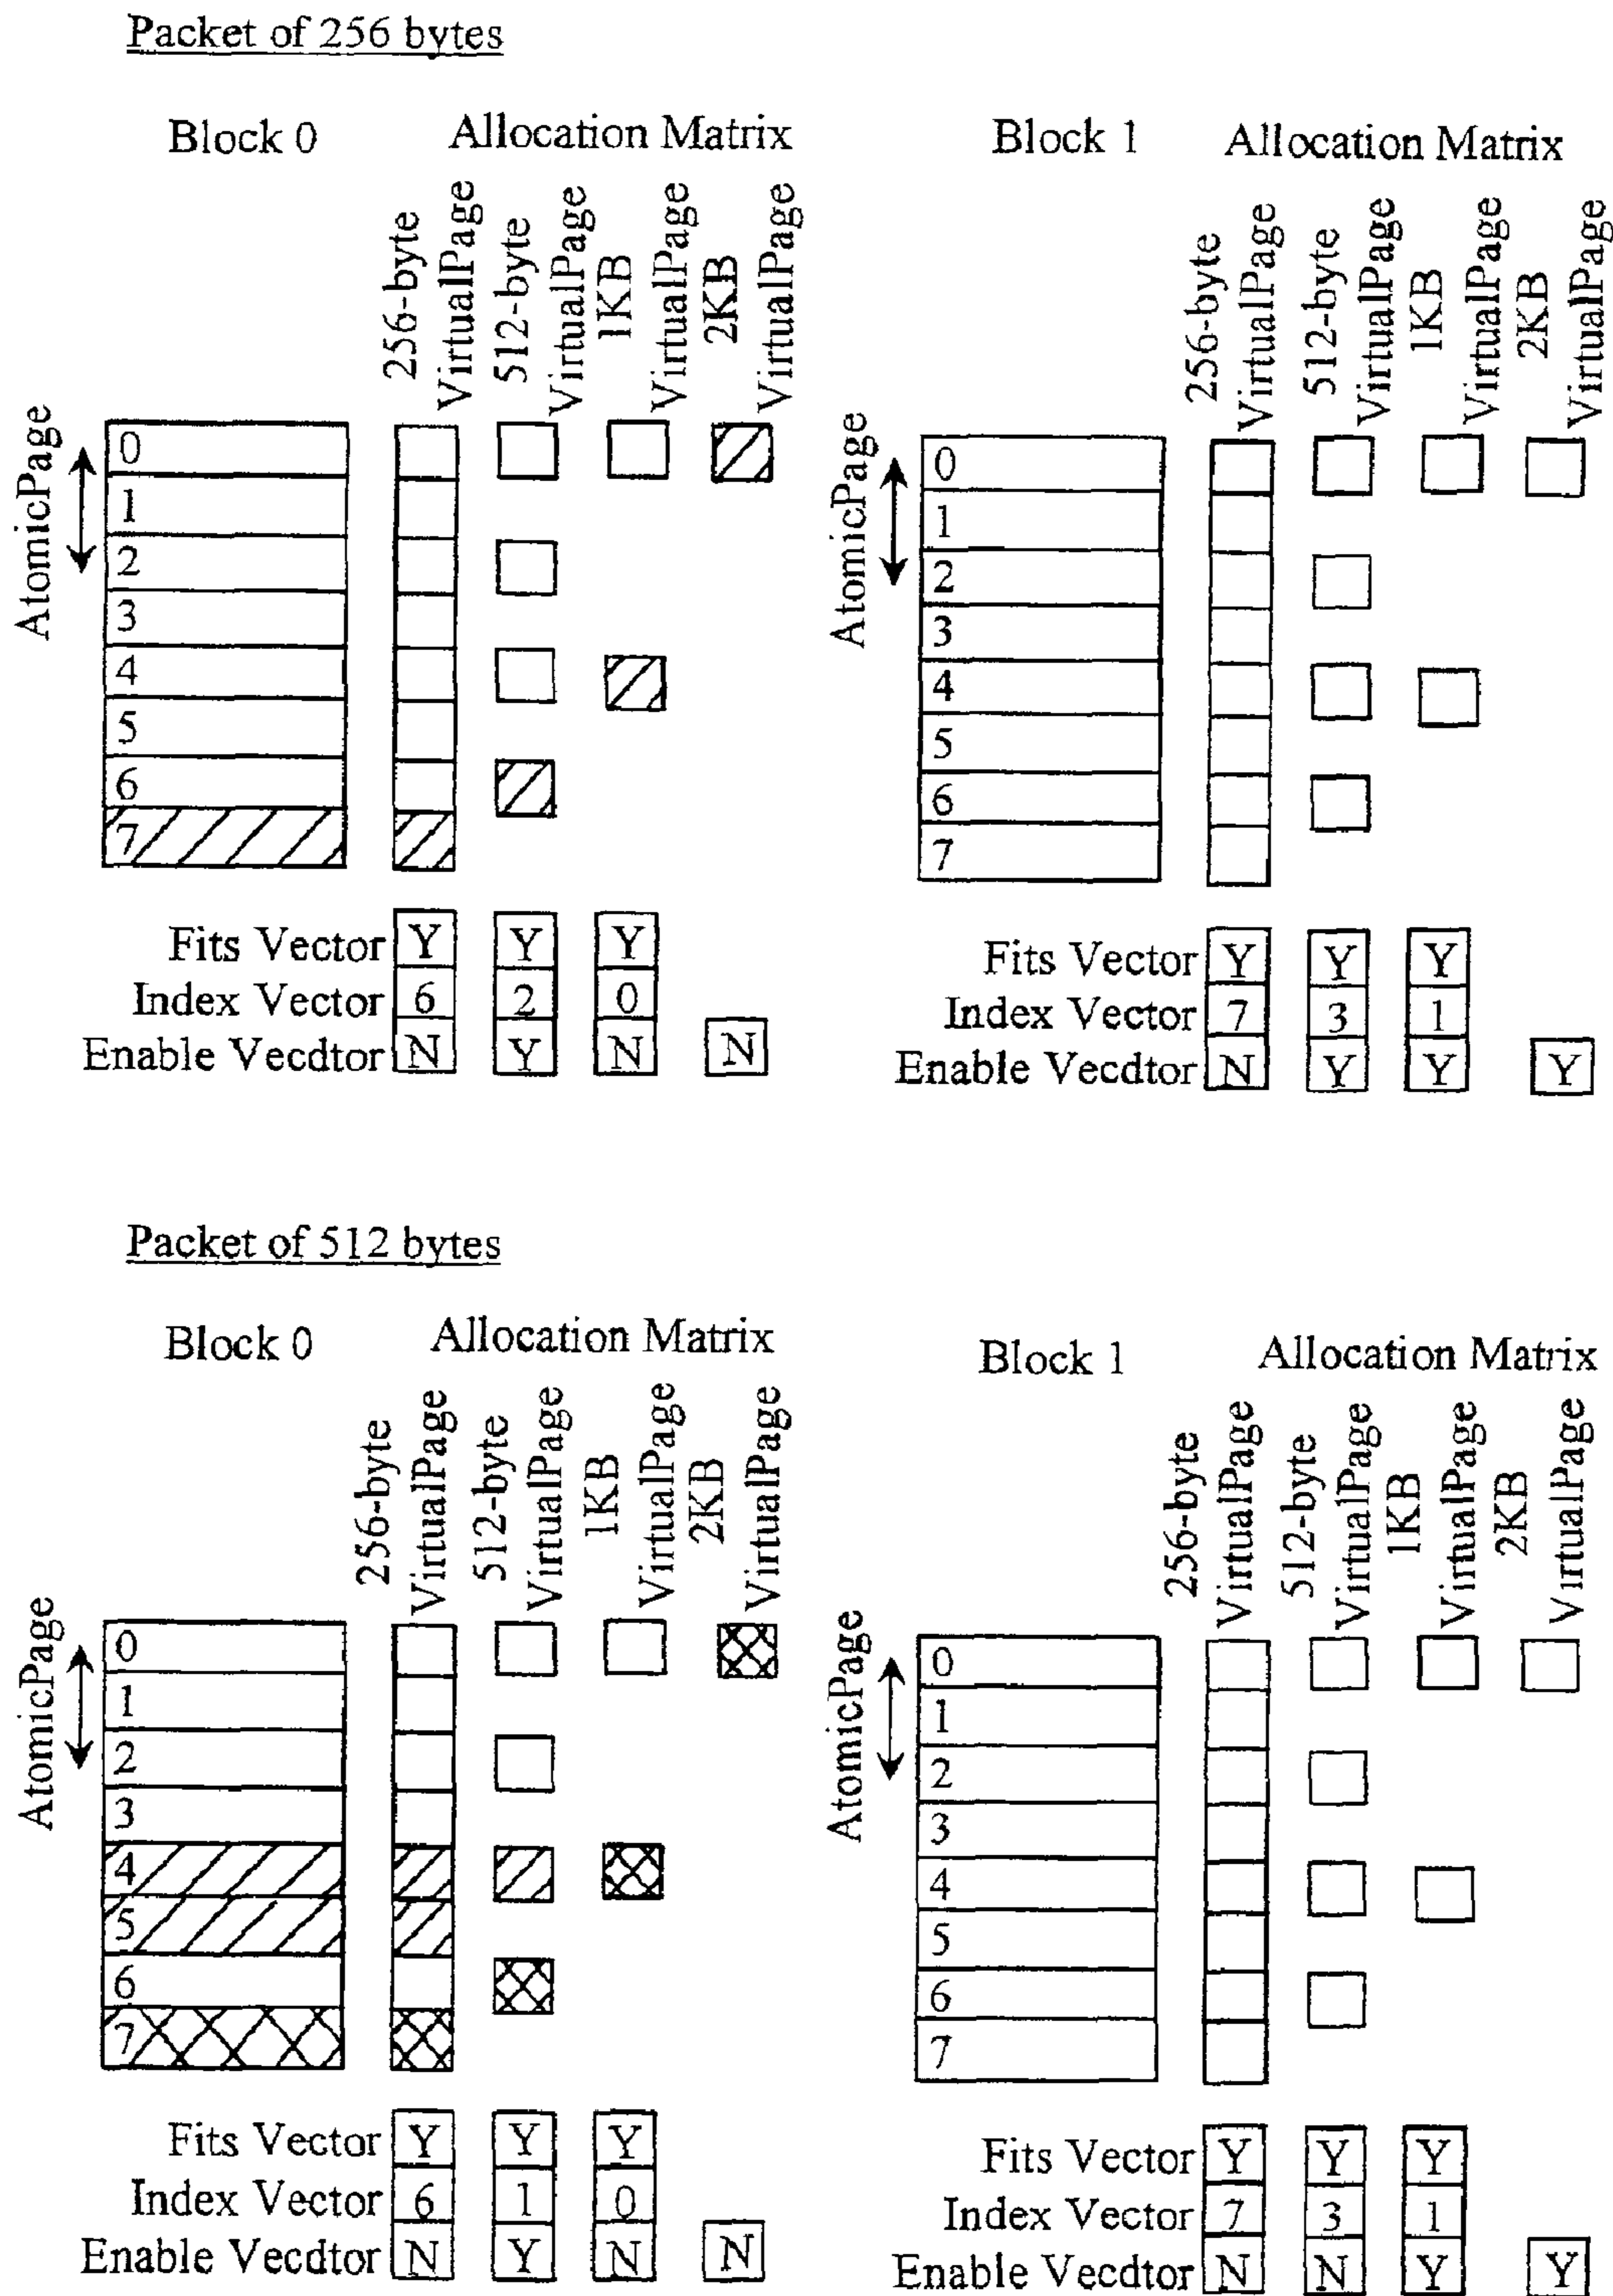 Packet of 256 bytes
Block 0
Allocation Matrix
256-byte
VirtualPage
512-byte
VirtualPage
1KB
VirtualPage
2KB
VirtualPage
AtomicPage
0
1
2
3
4
5
6
7
Fits Vector Y Y Y
Index Vector 6 2 0
Enable Vecdtor N Y N N
Block 1
Allocation Matrix
256-byte
VirtualPage
512-byte
VirtualPage
1KB
VirtualPage
2KB
VirtualPage
AtomicPage
0
1
2
3
4
5
6
7
Fits Vector Y Y Y
Index Vector 7 3 1
Enable Vecdtor N Y Y Y
Packet of 512 bytes
Block 0
Allocation Matrix
256-byte
VirtualPage
512-byte
VirtualPage
1KB
VirtualPage
2KB
VirtualPage
AtomicPage
0
1
2
3
4
5
6
7
Fits Vector Y Y Y
Index Vector 6 1 0
Enable Vecdtor N Y N N
Block 1
Allocation Matrix
256-byte
VirtualPage
512-byte
VirtualPage
1KB
VirtualPage
2KB
VirtualPage
AtomicPage
0
1
2
3
4
5
6
7
Fits Vector Y Y Y
Index Vector 7 3 1
Enable Vecdtor N N Y Y